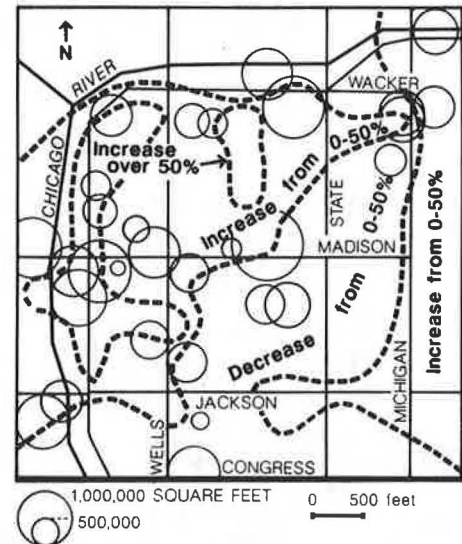 N
RIVER
WACKER
CHICAGO
Increase
over 50%
Increase from 0-50%
STATE
MADISON
Decrease from 0-50%
Increase from 0-50%
MICHIGAN
WELLS
JACKSON
CONGRESS
1,000,000 SQUARE FEET
500,000
0 500 feet